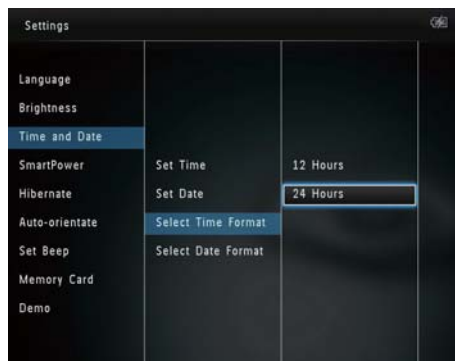 Settings
Language
Brightness
Time and Date
SmartPower
Hibernate
Auto-orientate
Set Beep
Memory Card
Demo
Set Time
Set Date
Select Time Format
Select Date Format
12 Hours
24 Hours